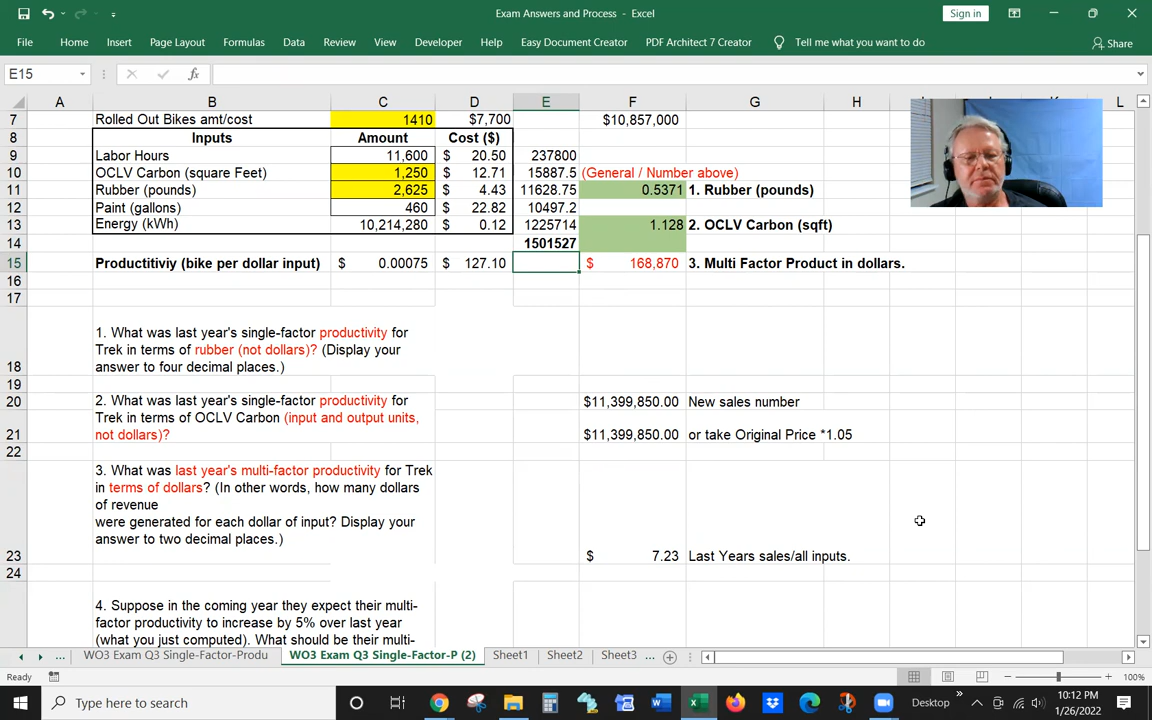 Exam Answers and Process - Excel
Sign in
File Home Insert Page Layout Formulas Data Review View Developer Help Easy Document Creator PDF Architect 7 Creator Tell me what you want to do Share
E15 fx
A B C D E F G H L
7 Rolled Out Bikes amt/cost 1410 $7,700 $10,857,000
8 Inputs Amount Cost ($)
9 Labor Hours 11,600 $ 20.50 237800
10 OCLV Carbon (square Feet) 1,250 $ 12.71 15887.5 (General / Number above)
11 Rubber (pounds) 2,625 $ 4.43 11628.75 0.5371 1. Rubber (pounds)
12 Paint (gallons) 460 $ 22.82 10497.2
13 Energy (kWh) 10,214,280 $ 0.12 1225714 1.128 2. OCLV Carbon (sqft)
14 1501527
15 Productitiviy (bike per dollar input) $ 0.00075 $ 127.10 $ 168,870 3. Multi Factor Product in dollars.
16
17
1. What was last year's single-factor productivity for
Trek in terms of rubber (not dollars)? (Display your
18 answer to four decimal places.)
19
20 2. What was last year's single-factor productivity for $11,399,850.00 New sales number
Trek in terms of OCLV Carbon (input and output units,
21 not dollars)? $11,399,850.00 or take Original Price *1.05
22
3. What was last year's multi-factor productivity for Trek
in terms of dollars? (In other words, how many dollars
of revenue
were generated for each dollar of input? Display your
answer to two decimal places.)
23 $ 7.23 Last Years sales/all inputs.
24
4. Suppose in the coming year they expect their multi-
factor productivity to increase by 5% over last year
(what you just computed). What should be their multi-
... WO3 Exam Q3 Single-Factor-Produ WO3 Exam Q3 Single-Factor-P (2) Sheet1 Sheet2 Sheet3 ...
Ready 100%
Type here to search Desktop 10:12 PM
1/26/2022